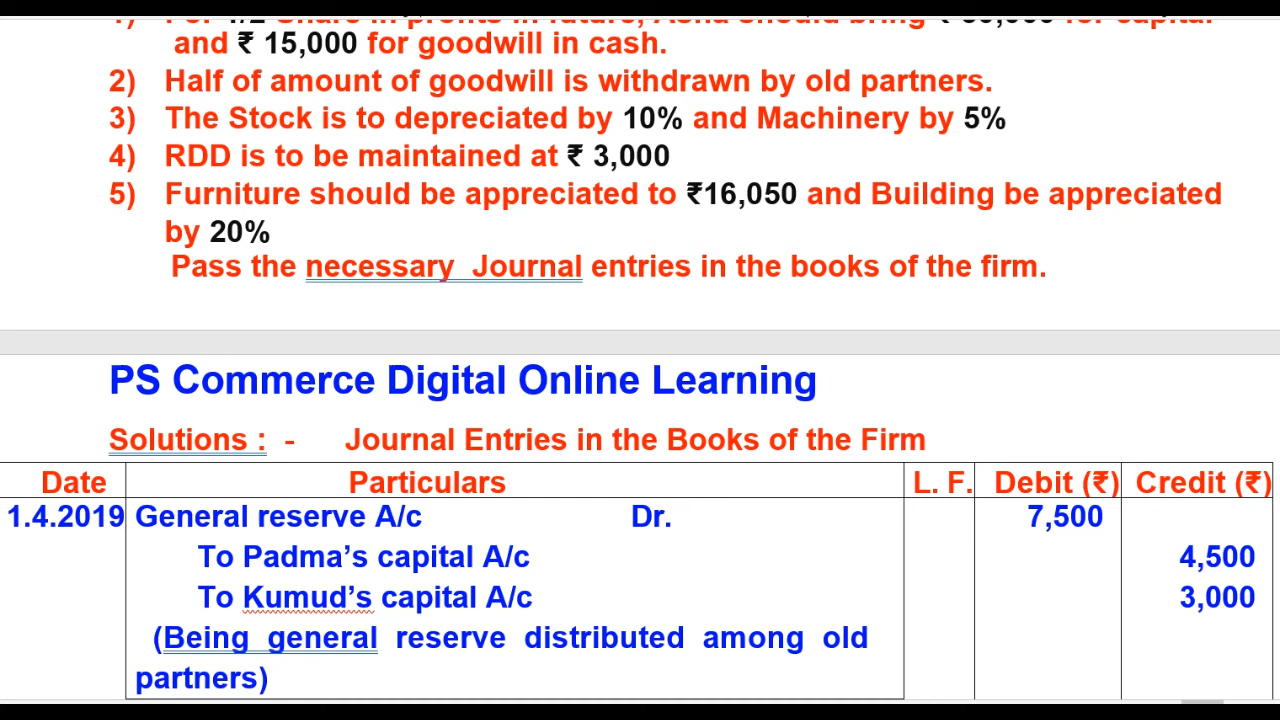 and ₹ 15,000 for goodwill in cash.
2) Half of amount of goodwill is withdrawn by old partners.
3) The Stock is to depreciated by 10% and Machinery by 5%
4) RDD is to be maintained at ₹ 3,000
5) Furniture should be appreciated to ₹16,050 and Building be appreciated
by 20%
Pass the necessary Journal entries in the books of the firm.
PS Commerce Digital Online Learning
Solutions : - Journal Entries in the Books of the Firm
Date Particulars L. F. Debit (₹) Credit (₹)
1.4.2019 General reserve A/c Dr. 7,500
To Padma’s capital A/c 4,500
To Kumud’s capital A/c 3,000
(Being general reserve distributed among old
partners)